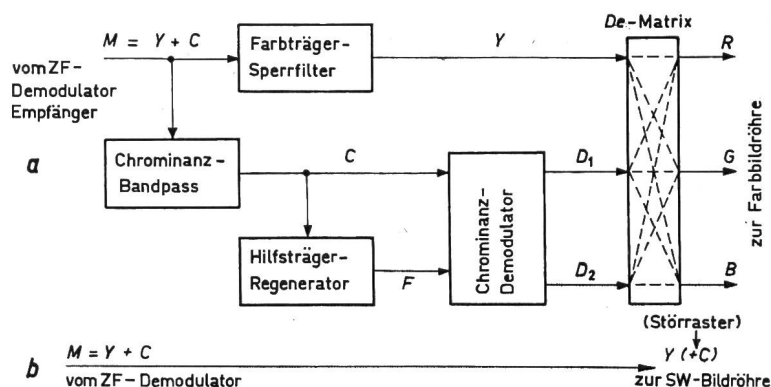 De-Matrix
M = Y + C
Farbträger-
Sperrfilter
Y
R
vom ZF-
Demodulator
Empfänger
a
Chrominanz-
Bandpass
C
Chrominanz-
Demodulator
D1
G
zur Farbbildröhre
Hilfsträger-
Regenerator
F
D2
B
(Störraster)
b
M = Y + C
Y (+C)
vom ZF-Demodulator
zur SW-Bildröhre